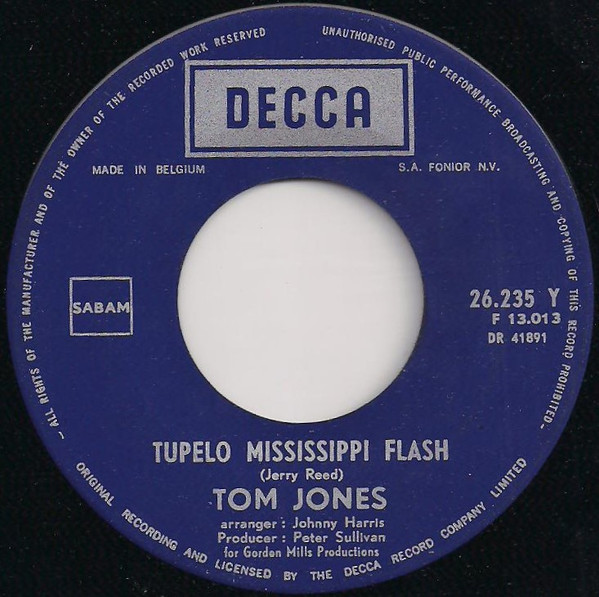 — ALL RIGHTS OF THE MANUFACTURER AND OF THE OWNER OF THE RECORDED WORK RESERVED
UNAUTHORISED PUBLIC PERFORMANCE BROADCASTING AND COPYING OF THIS RECORD PROHIBITED—
DECCA
MADE IN BELGIUM
S.A. FONIOR N.V.
SABAM
26.235 Y
F 13.013
DR 41891
TUPELO MISSISSIPPI FLASH
(Jerry Reed)
TOM JONES
arranger : Johnny Harris
Producer : Peter Sullivan
for Gordon Mills Productions
ORIGINAL RECORDING AND LICENSED BY THE DECCA RECORD COMPANY LIMITED